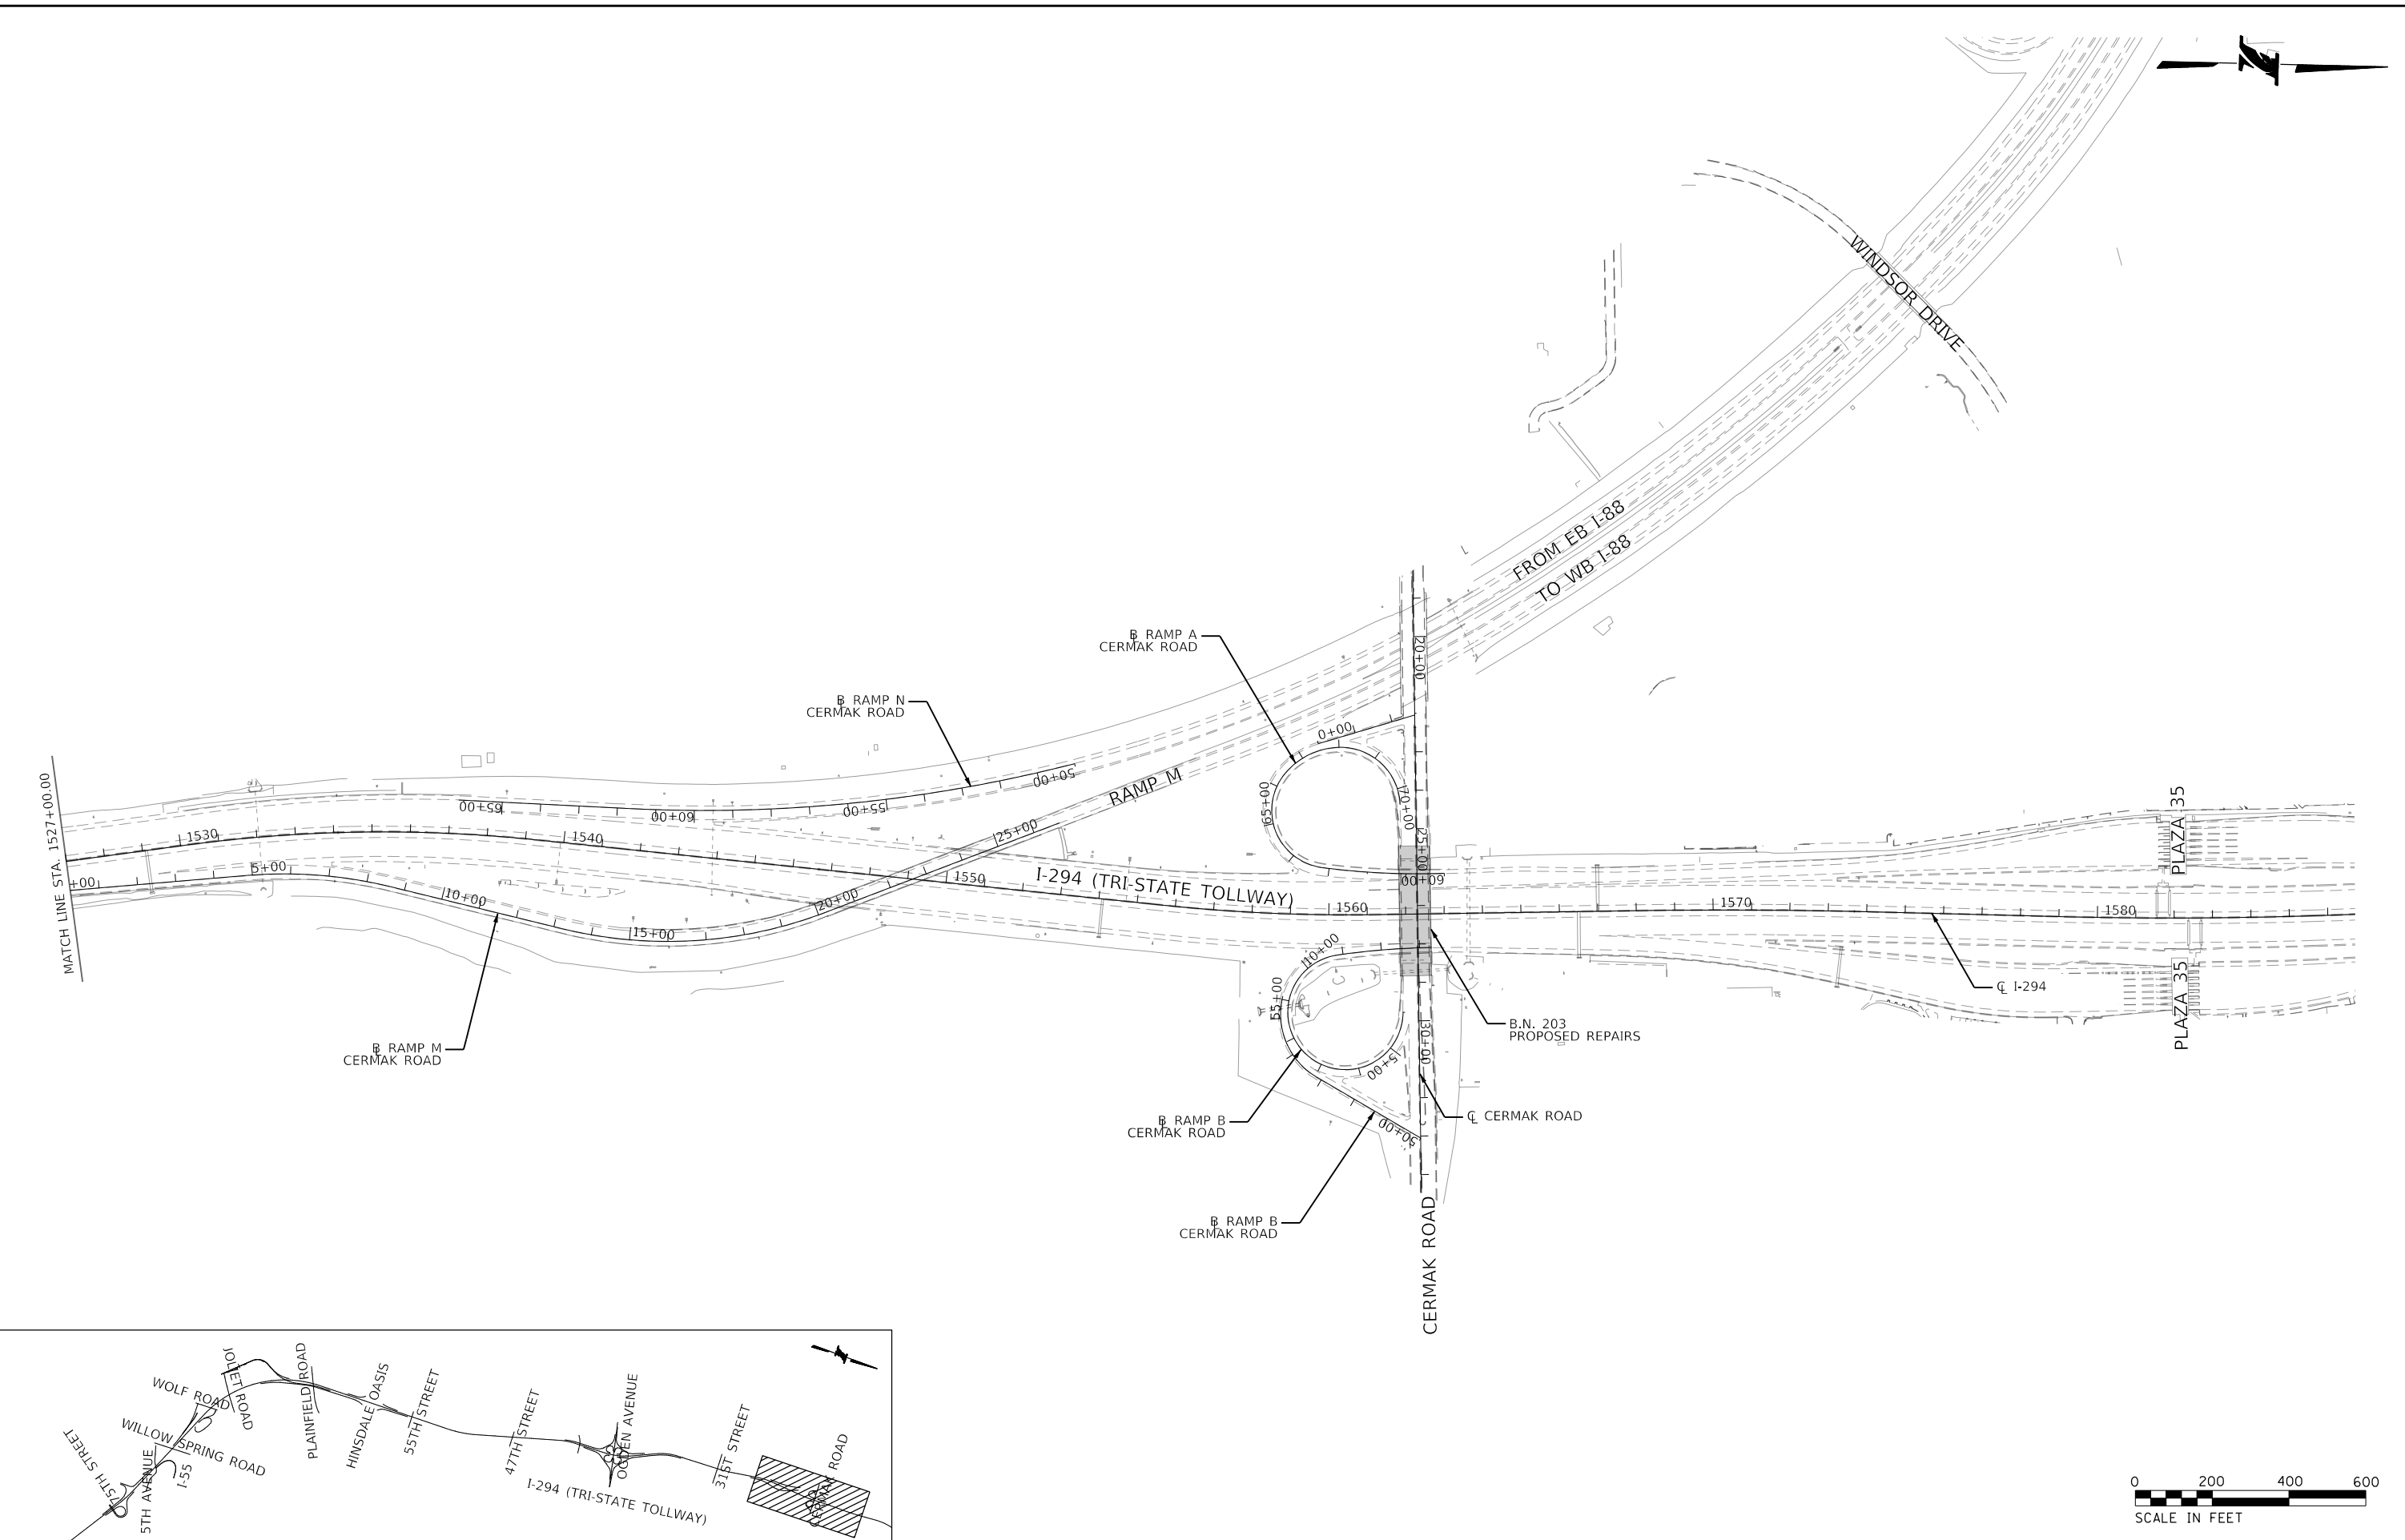 WINDSOR DRIVE
FROM EB I-88
TO WB I-88
℄ RAMP A
CERMAK ROAD
20+00
℄ RAMP N
CERMAK ROAD
0+00
RAMP M
50+00
55+00
60+00
65+00
MATCH LINE STA. 1527+00.00
1530
1540
1550
1560
1570
1580
I-294 (TRI-STATE TOLLWAY)
+00
5+00
10+00
15+00
20+00
25+00
65+00
70+00
25+00
60+00
PLAZA 35
PLAZA 35
10+00
55+00
15+00
30+00
50+00
℄ I-294
B.N. 203
PROPOSED REPAIRS
℄ RAMP M
CERMAK ROAD
℄ RAMP B
CERMAK ROAD
℄ CERMAK ROAD
℄ RAMP B
CERMAK ROAD
CERMAK ROAD
75TH STREET
5TH AVENUE
I-55
WILLOW SPRING ROAD
WOLF ROAD
JOLIET ROAD
PLAINFIELD ROAD
HINSDALE OASIS
55TH STREET
47TH STREET
OGDEN AVENUE
I-294 (TRI-STATE TOLLWAY)
31ST STREET
CERMAK ROAD
0 200 400 600
SCALE IN FEET